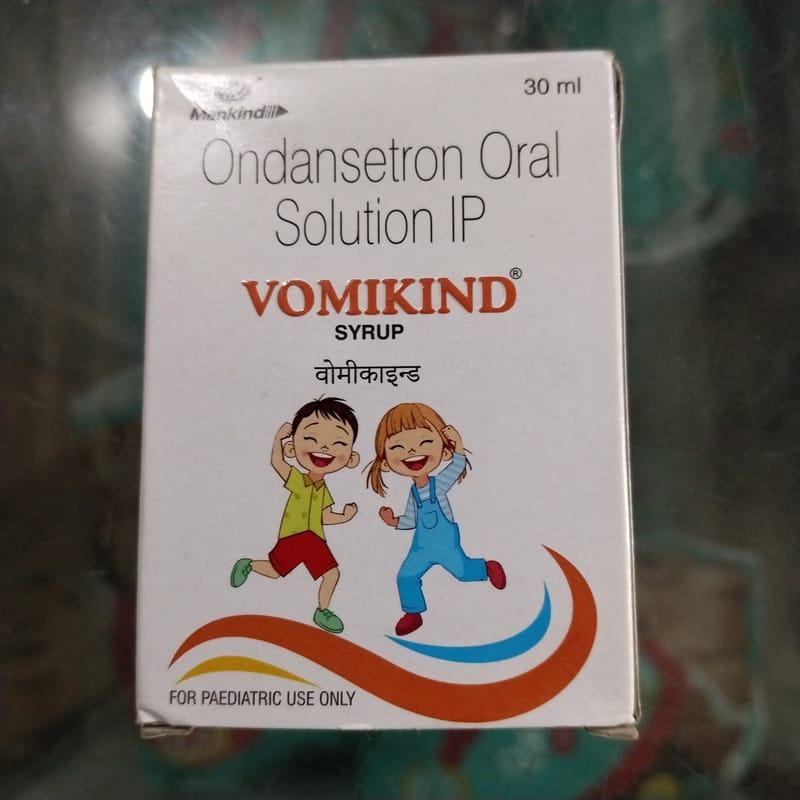 Mankind
30 ml
Ondansetron Oral
Solution IP
VOMIKIND®
SYRUP
वोमीकाइन्ड
FOR PAEDIATRIC USE ONLY